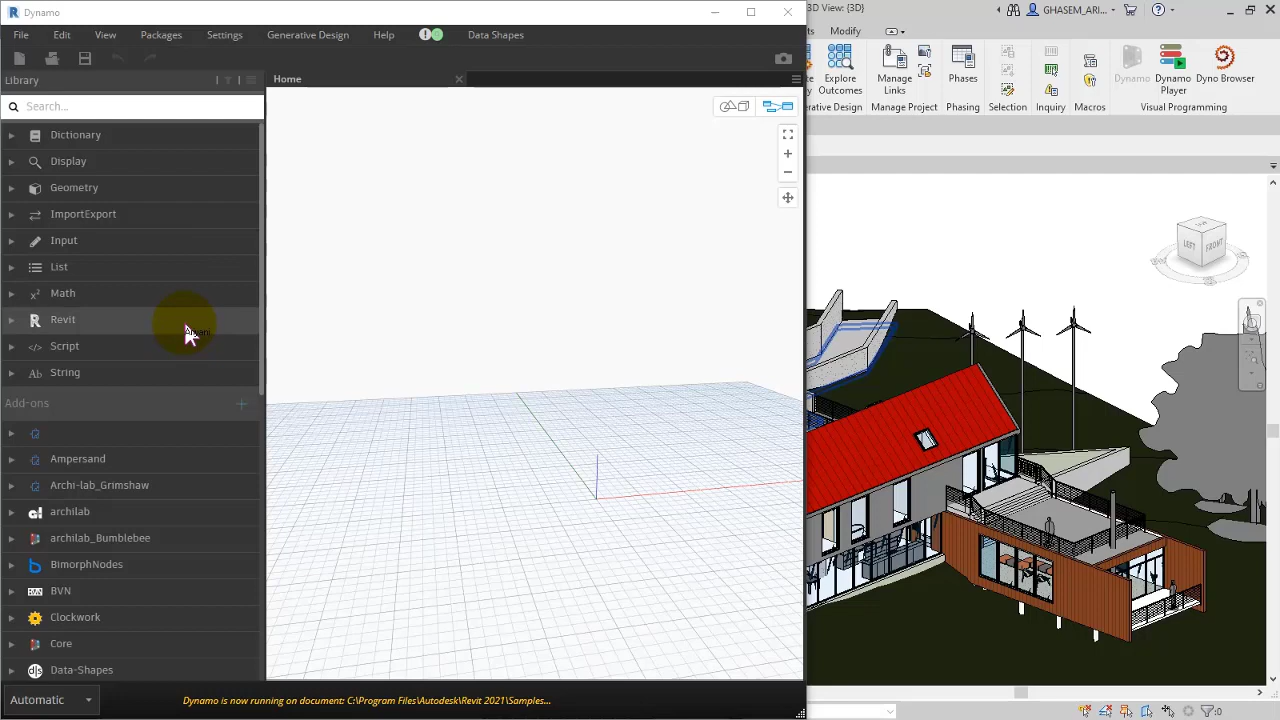 Dynamo
File Edit View Packages Settings Generative Design Help Data Shapes
Library
Home
Search...
Dictionary
Display
Geometry
ImportExport
Input
List
Math
Revit
Script
String
Add-ons
Ampersand
Archi-lab_Grimshaw
archilab
archilab_Bumblebee
BimorphNodes
BVN
Clockwork
Core
Data-Shapes
Automatic
Dynamo is now running on document: C:\Program Files\Autodesk\Revit 2021\Samples...
3D View: {3D}
GHASEM_AR...
Modify
Explore
Outcomes
Manage
Links
Phases
Dynamo
Dynamo
Player
Dyno Browser
erative Design
Manage Project
Phasing
Selection
Inquiry
Macros
Visual Programming
LEFT
FRONT
:0